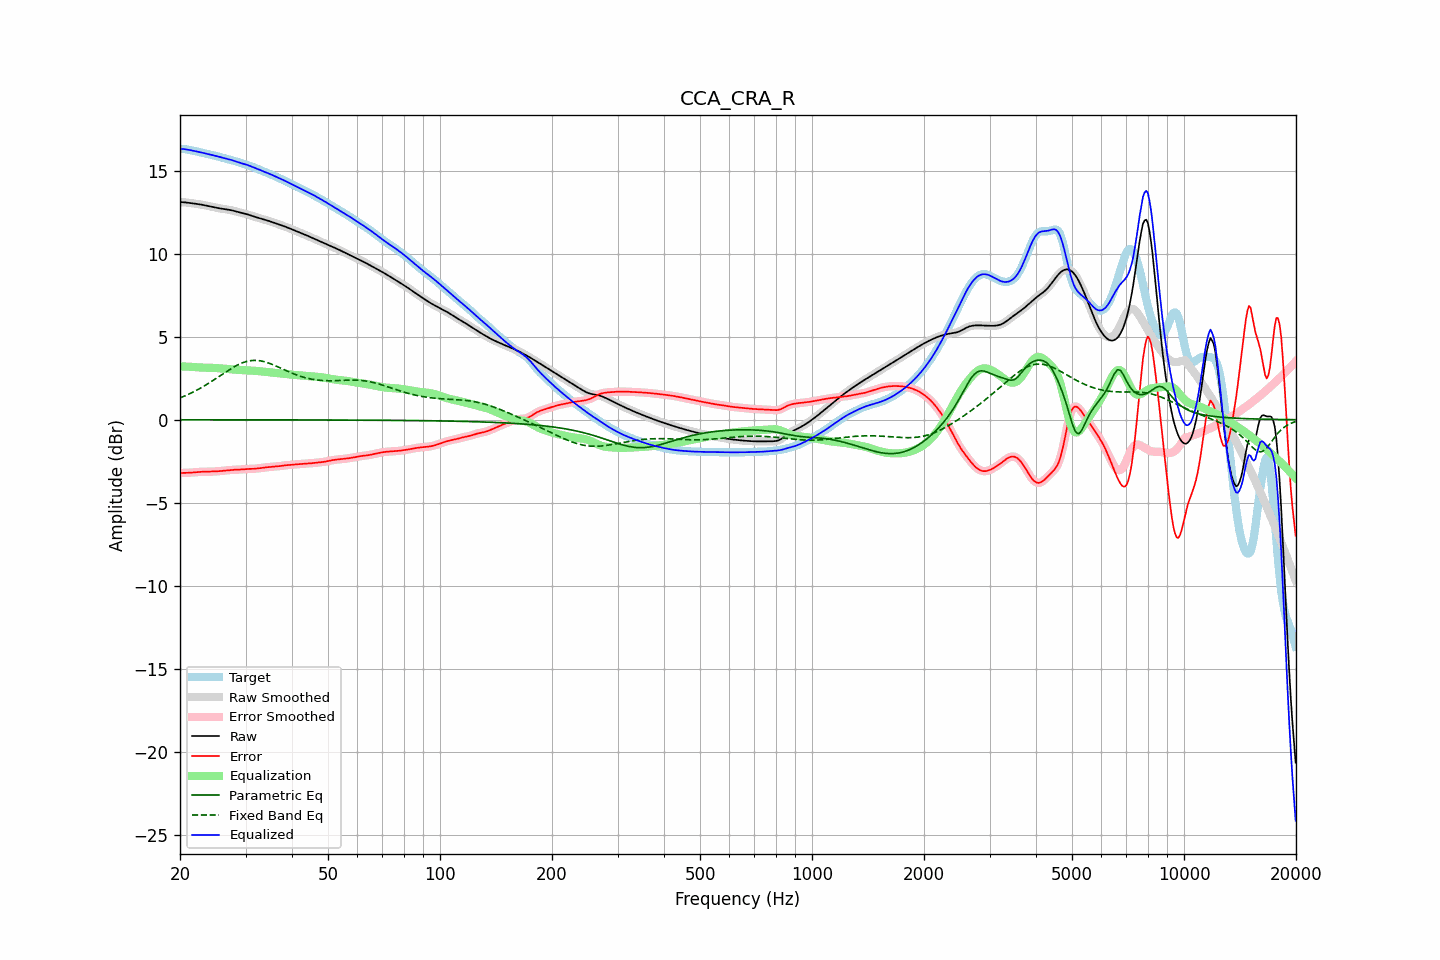 CCA_CRA_R
15
10
5
0
−5
−10
−15
−20
−25
Amplitude (dBr)
Target
Raw Smoothed
Error Smoothed
Raw
Error
Equalization
Parametric Eq
Fixed Band Eq
Equalized
20 50 100 200 500 1000 2000 5000 10000 20000
Frequency (Hz)